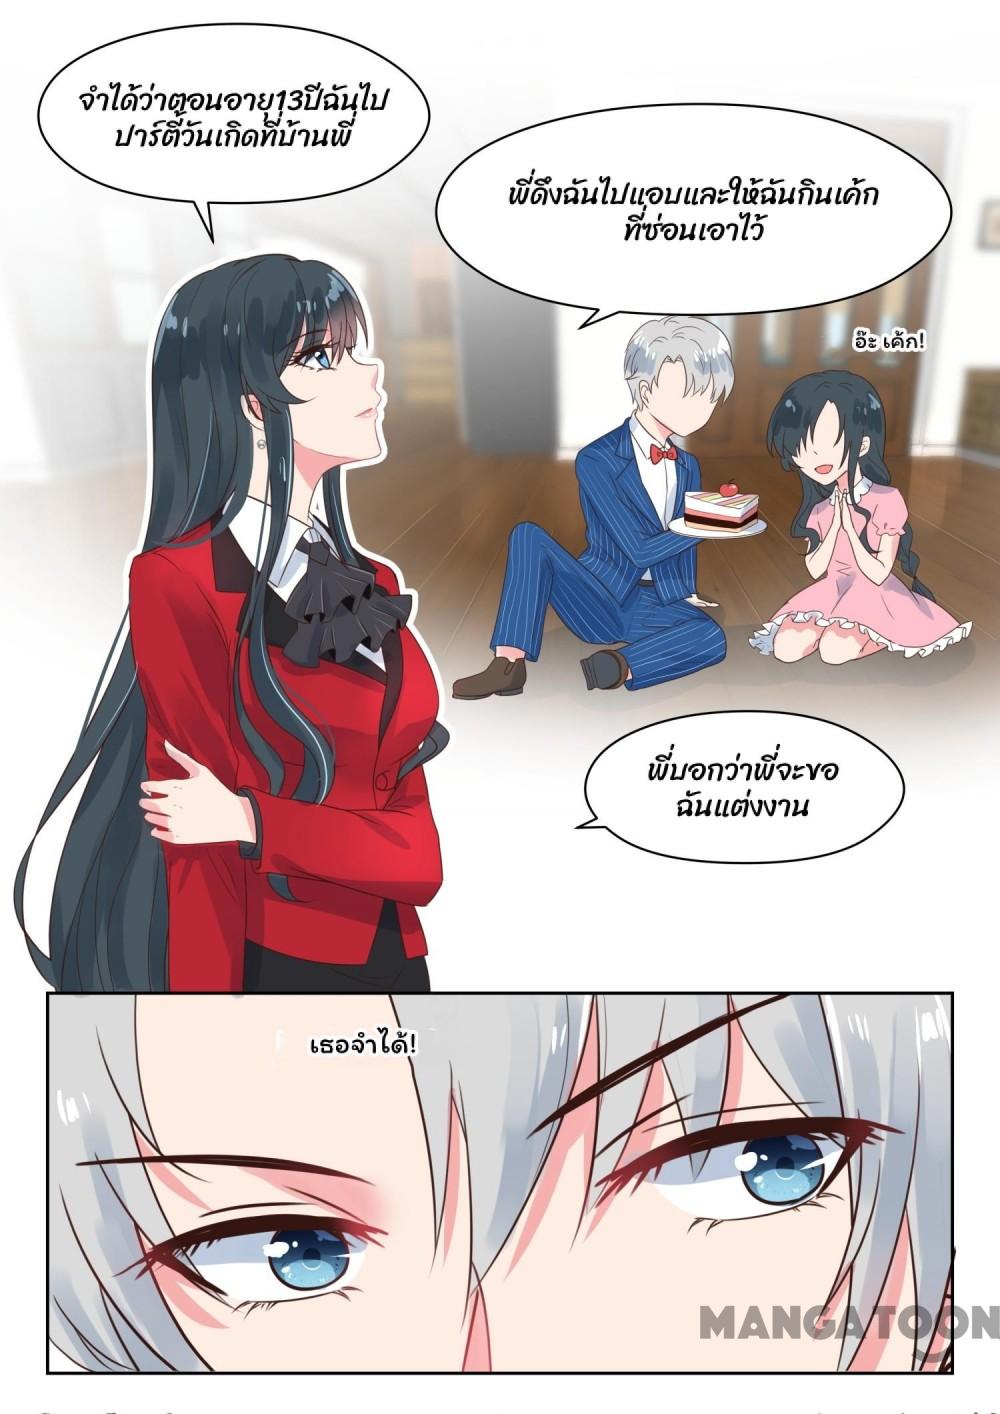 จำได้ว่าตอนอายุ13ปีฉันไป
ปาร์ตี้วันเกิดที่บ้านพี่
พี่ดึงฉันไปแอบและให้ฉันกินเค้ก
ที่ซ่อนเอาไว้
อ๊ะ เค้ก!
พี่บอกว่าพี่จะขอ
ฉันแต่งงาน
เธอจำได้!
MANGATOON